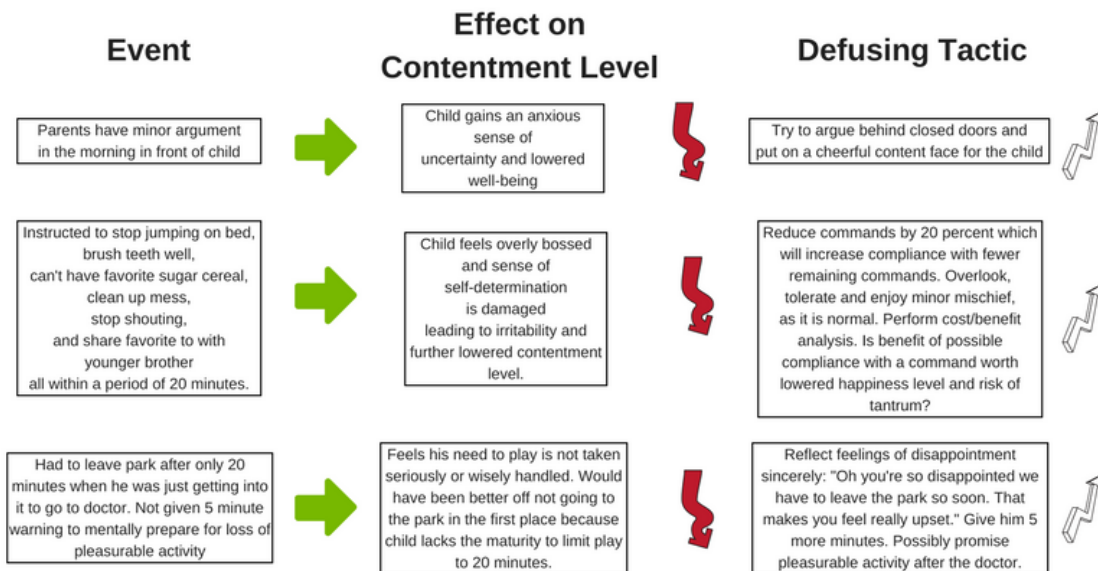 Event
Effect on
Contentment Level
Defusing Tactic
Parents have minor argument
in the morning in front of child
Child gains an anxious
sense of
uncertainty and lowered
well-being
Try to argue behind closed doors and
put on a cheerful content face for the child
Instructed to stop jumping on bed,
brush teeth well,
can't have favorite sugar cereal,
clean up mess,
stop shouting,
and share favorite to with
younger brother
all within a period of 20 minutes.
Child feels overly bossed
and sense of
self-determination
is damaged
leading to irritability and
further lowered contentment
level.
Reduce commands by 20 percent which
will increase compliance with fewer
remaining commands. Overlook,
tolerate and enjoy minor mischief,
as it is normal. Perform cost/benefit
analysis. Is benefit of possible
compliance with a command worth
lowered happiness level and risk of
tantrum?
Had to leave park after only 20
minutes when he was just getting into
it to go to doctor. Not given 5 minute
warning to mentally prepare for loss of
pleasurable activity
Feels his need to play is not taken
seriously or wisely handled. Would
have been better off not going to
the park in the first place because
child lacks the maturity to limit play
to 20 minutes.
Reflect feelings of disappointment
sincerely: "Oh you're so disappointed we
have to leave the park so soon. That
makes you feel really upset." Give him 5
more minutes. Possibly promise
pleasurable activity after the doctor.